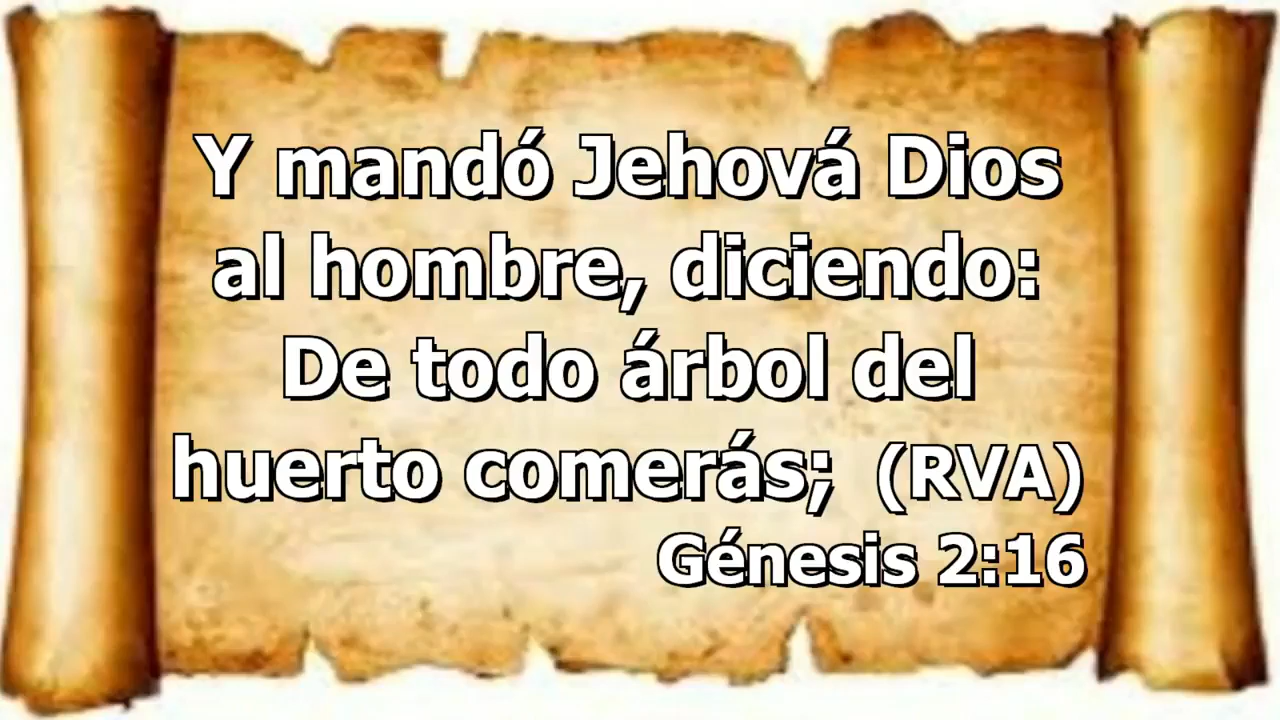 Y mandó Jehová Dios
al hombre, diciendo:
De todo árbol del
huerto comerás; (RVA)
Génesis 2:16